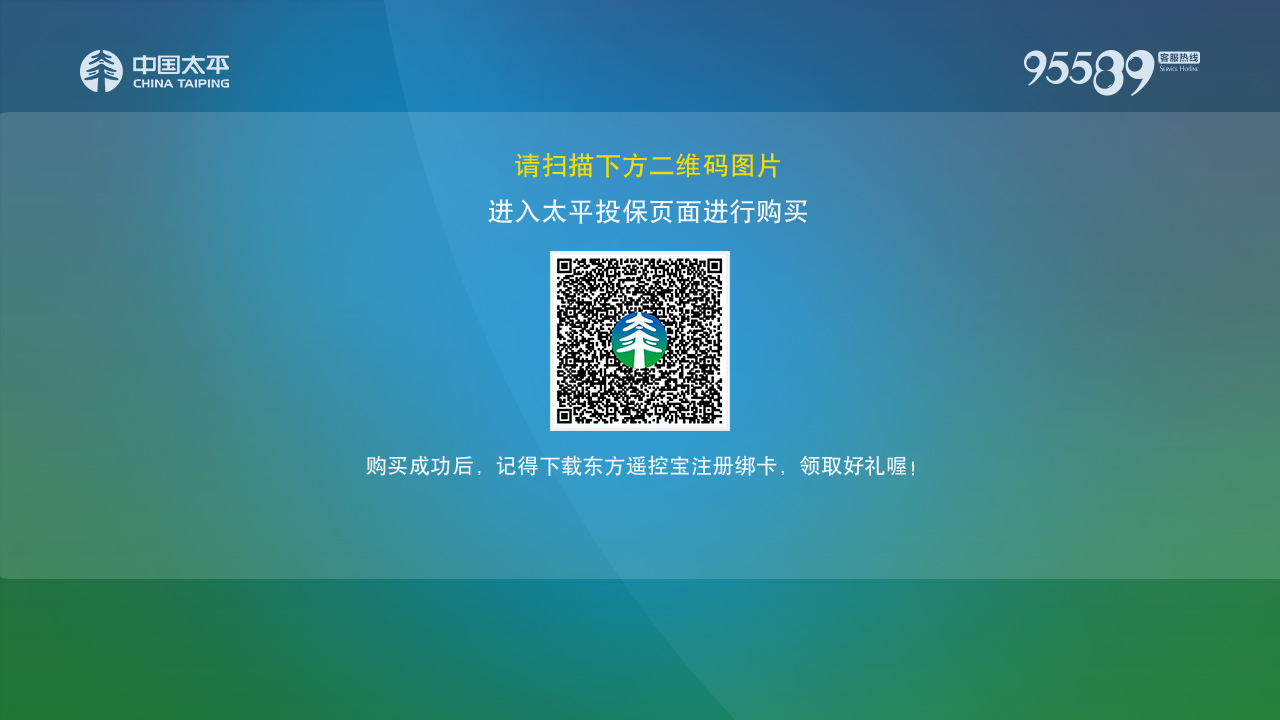 中国太平
CHINA TAIPING
95589
客服热线
Service Hotline
请扫描下方二维码图片
进入太平投保页面进行购买
购买成功后，记得下载东方遥控宝注册绑卡，领取好礼喔！